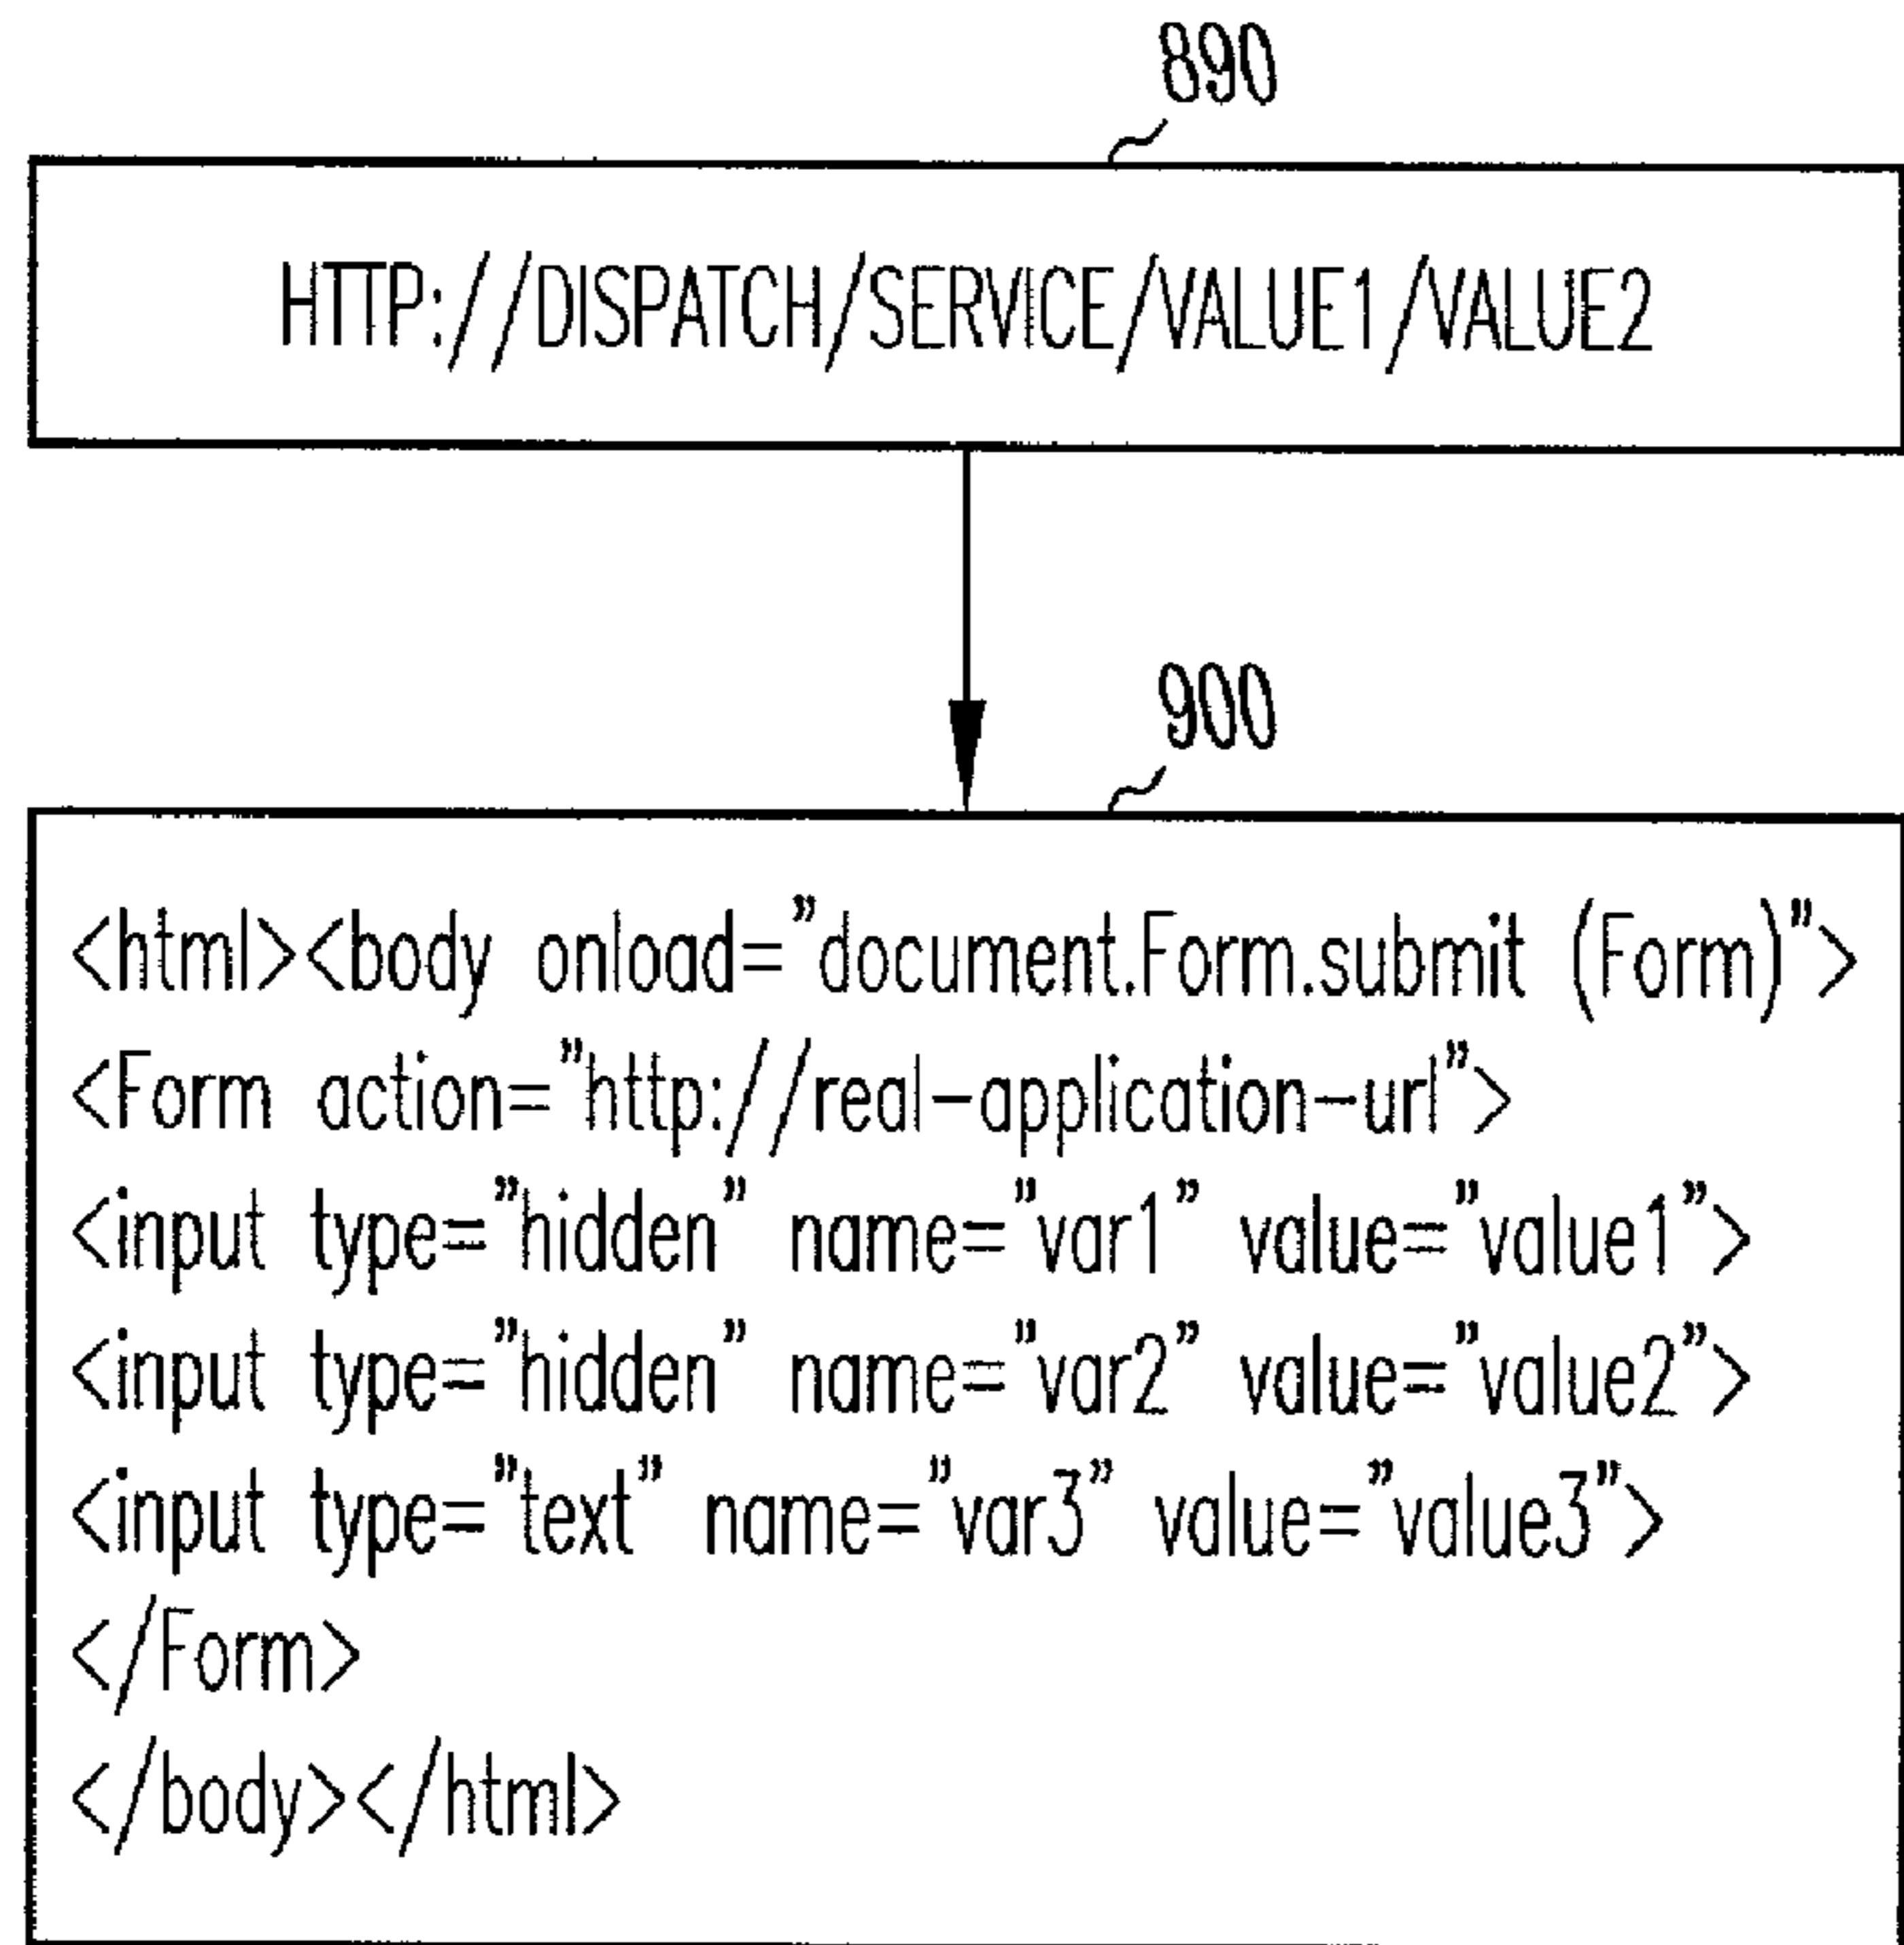 890
HTTP://DISPATCH/SERVICE/VALUE1/VALUE2
900
<html><body onload="document.Form.submit (Form)">
<Form action="http://real-application-url">
<input type="hidden" name="var1" value="value1">
<input type="hidden" name="var2" value="value2">
<input type="text" name="var3" value="value3">
</Form>
</body></html>